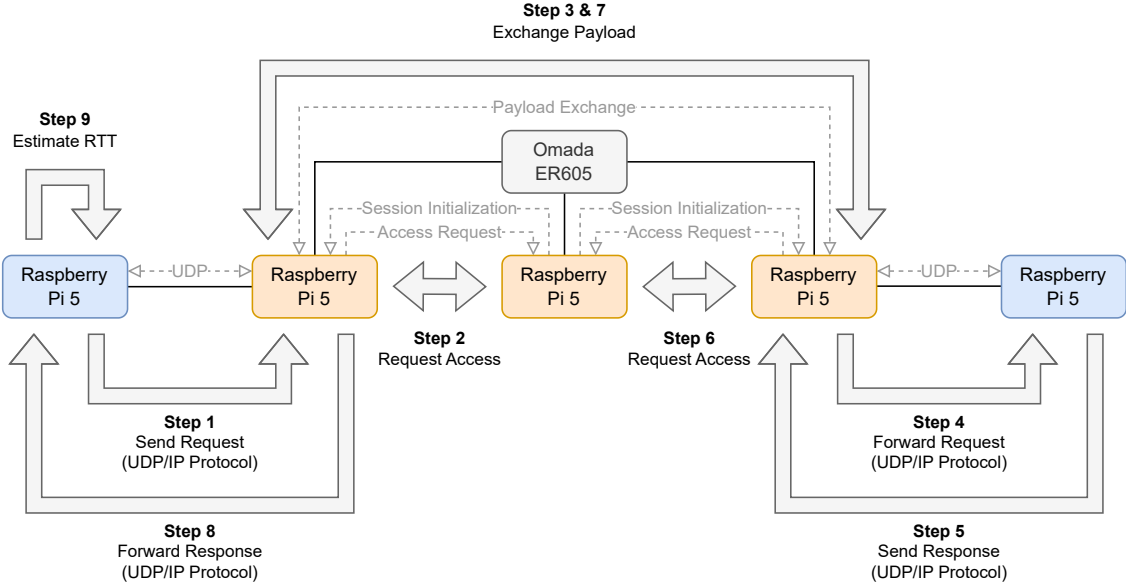 Step 3 & 7
Exchange Payload
Payload Exchange
Step 9
Estimate RTT
Omada
ER605
Session Initialization
Session Initialization
Access Request
Access Request
Raspberry
Pi 5
UDP
Raspberry
Pi 5
Raspberry
Pi 5
Raspberry
Pi 5
UDP
Raspberry
Pi 5
Step 2
Request Access
Step 6
Request Access
Step 1
Send Request
(UDP/IP Protocol)
Step 4
Forward Request
(UDP/IP Protocol)
Step 8
Forward Response
(UDP/IP Protocol)
Step 5
Send Response
(UDP/IP Protocol)